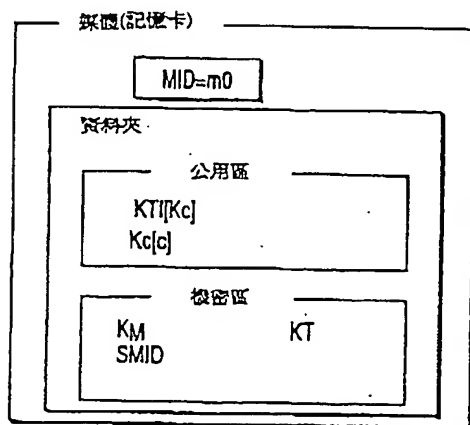 媒體(記憶卡)
MID=m0
資料夾
公用區
KTI[Kc]
Kc[c]
機密區
KM KT
SMID